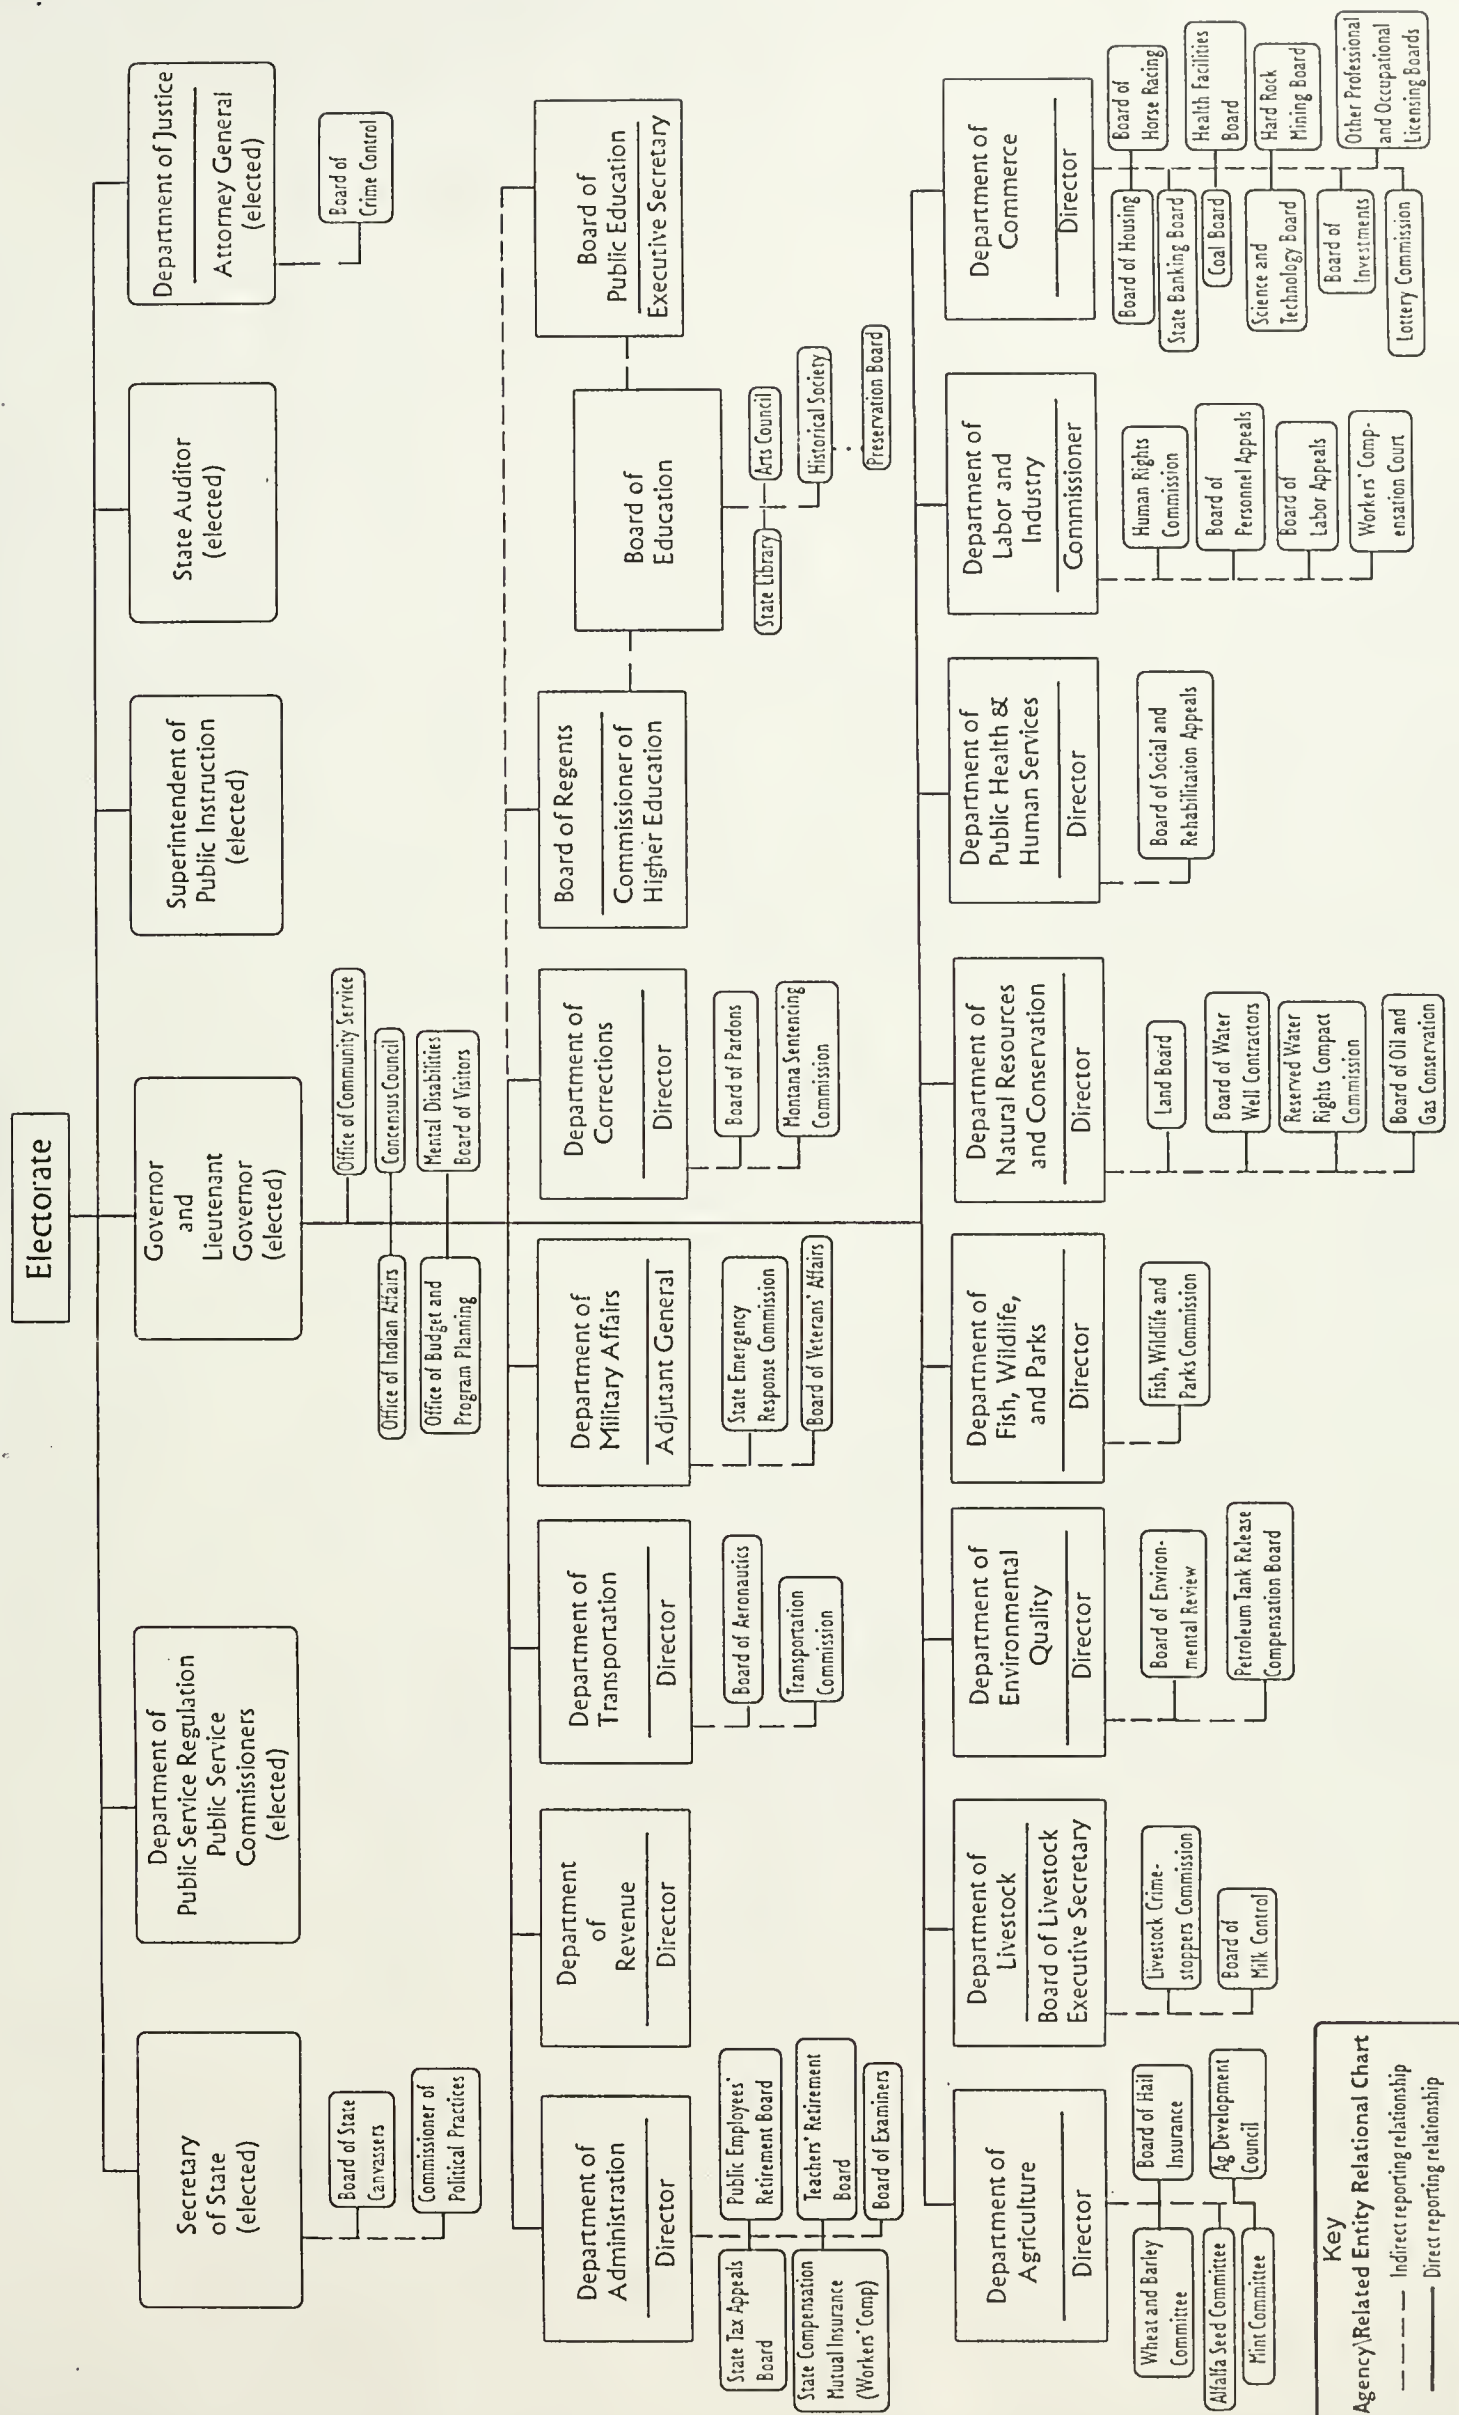 Electorate
Secretary
of State
(elected)
Board of State
Canvassers
Commissioner of
Political Practices
Department of
Public Service Regulation
Public Service
Commissioners
(elected)
Governor
and
Lieutenant
Governor
(elected)
Office of Community Service
Office of Indian Affairs
Concensus Council
Office of Budget and
Program Planning
Mental Disabilities
Board of Visitors
Superintendent of
Public Instruction
(elected)
State Auditor
(elected)
Department of Justice
Attorney General
(elected)
Board of
Crime Control
Department of
Administration
Director
State Tax Appeals
Board
Public Employees'
Retirement Board
State Compensation
Mutual Insurance
(Workers' Comp)
Teachers' Retirement
Board
Board of Examiners
Department
of
Revenue
Director
Department of
Transportation
Director
Board of Aeronautics
Transportation
Commission
Department of
Military Affairs
Adjutant General
State Emergency
Response Commission
Board of Veterans' Affairs
Department of
Corrections
Director
Board of Pardons
Montana Sentencing
Commission
Board of Regents
Commissioner of
Higher Education
Board of
Education
State Library
Arts Council
Historical Society
Preservation Board
Board of
Public Education
Executive Secretary
Department of
Agriculture
Director
Wheat and Barley
Committee
Board of Hail
Insurance
Alfalfa Seed Committee
Ag Development
Council
Mint Committee
Department of
Livestock
Board of Livestock
Executive Secretary
Livestock Crime-
stoppers Commission
Board of
Milk Control
Department of
Environmental
Quality
Director
Board of Environ-
mental Review
Petroleum Tank Release
Compensation Board
Department of
Fish, Wildlife,
and Parks
Director
Fish, Wildlife and
Parks Commission
Department of
Natural Resources
and Conservation
Director
Land Board
Board of Water
Well Contractors
Reserved Water
Rights Compact
Commission
Board of Oil and
Gas Conservation
Department of
Public Health &
Human Services
Director
Board of Social and
Rehabilitation Appeals
Department of
Labor and
Industry
Commissioner
Human Rights
Commission
Board of
Personnel Appeals
Board of
Labor Appeals
Workers' Comp-
ensation Court
Department of
Commerce
Director
Board of Housing
Board of
Horse Racing
State Banking Board
Health Facilities
Board
Coal Board
Science and
Technology Board
Hard Rock
Mining Board
Board of
Investments
Other Professional
and Occupational
Licensing Boards
Lottery Commission
Key
Agency\Related Entity Relational Chart
Indirect reporting relationship
Direct reporting relationship